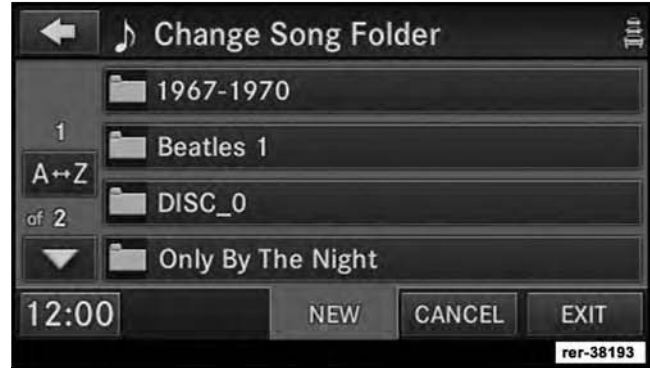 Change Song Folder
1967-1970
1
Beatles 1
A↔Z
DISC_0
of 2
Only By The Night
12:00 NEW CANCEL EXIT
rer-38193